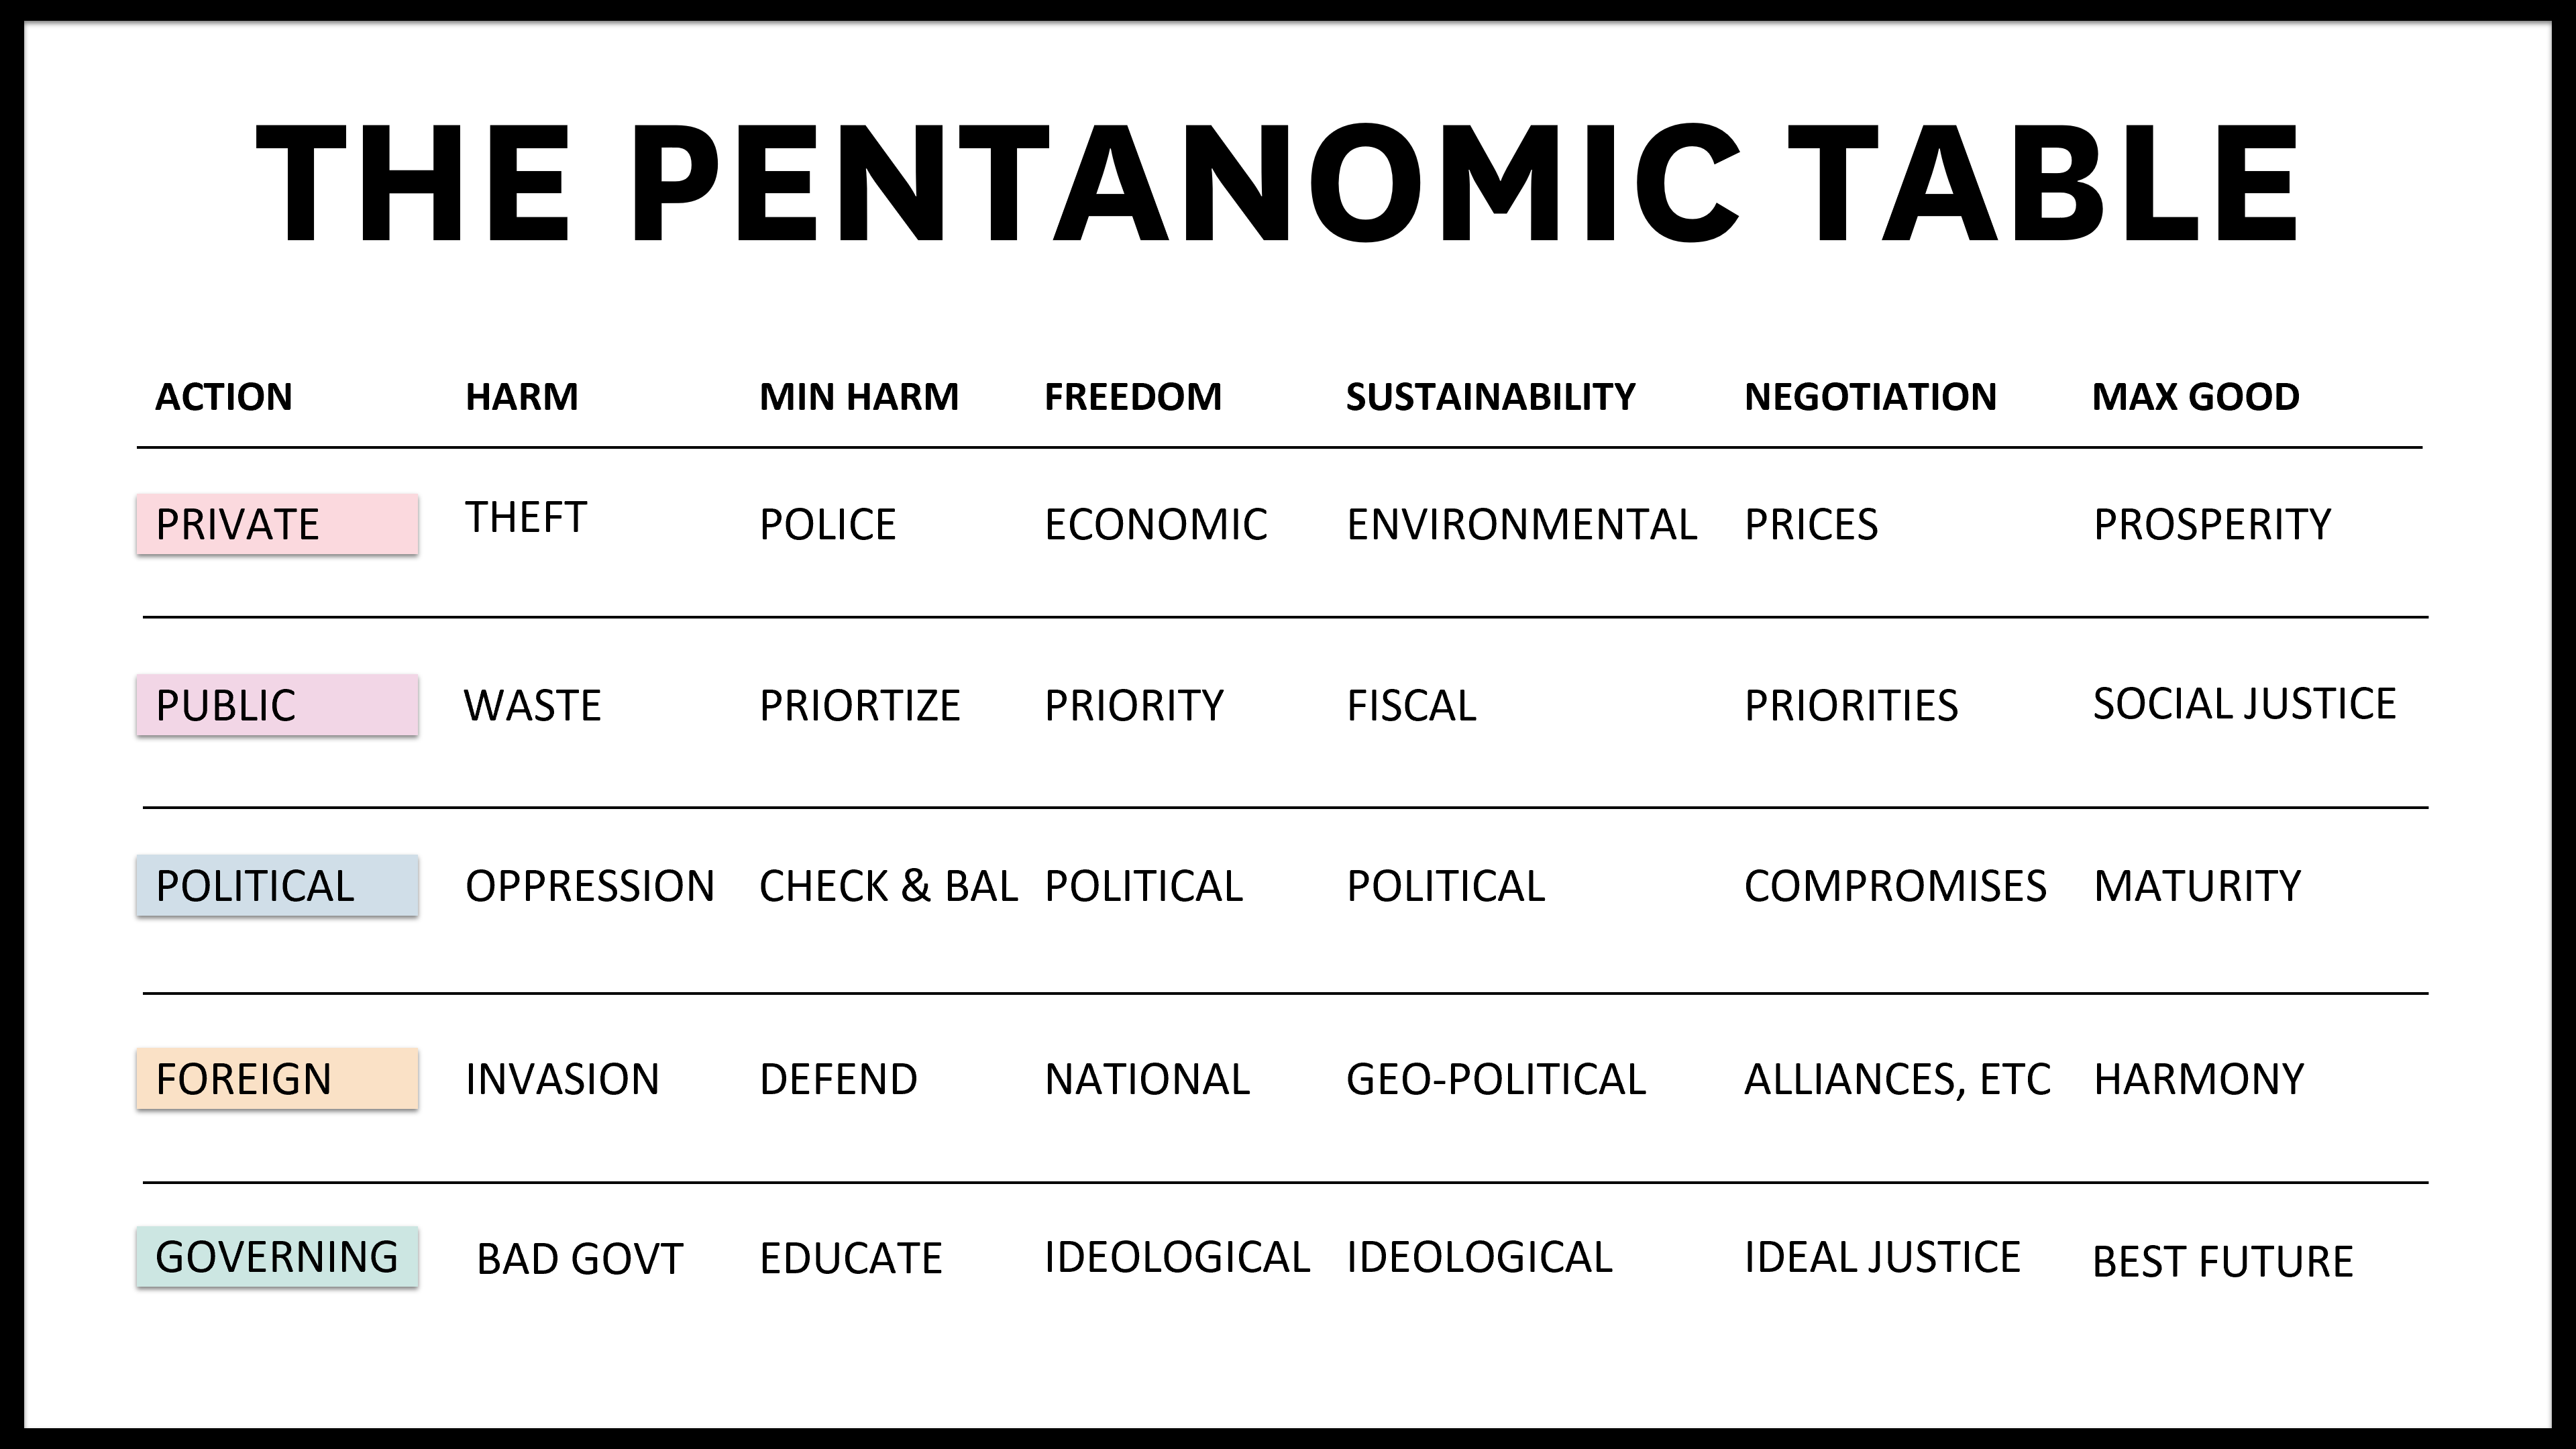 THE PENTANOMIC TABLE
ACTION HARM MIN HARM FREEDOM SUSTAINABILITY NEGOTIATION MAX GOOD
PRIVATE THEFT POLICE ECONOMIC ENVIRONMENTAL PRICES PROSPERITY
PUBLIC WASTE PRIORTIZE PRIORITY FISCAL PRIORITIES SOCIAL JUSTICE
POLITICAL OPPRESSION CHECK & BAL POLITICAL POLITICAL COMPROMISES MATURITY
FOREIGN INVASION DEFEND NATIONAL GEO-POLITICAL ALLIANCES, ETC HARMONY
GOVERNING BAD GOVT EDUCATE IDEOLOGICAL IDEOLOGICAL IDEAL JUSTICE BEST FUTURE